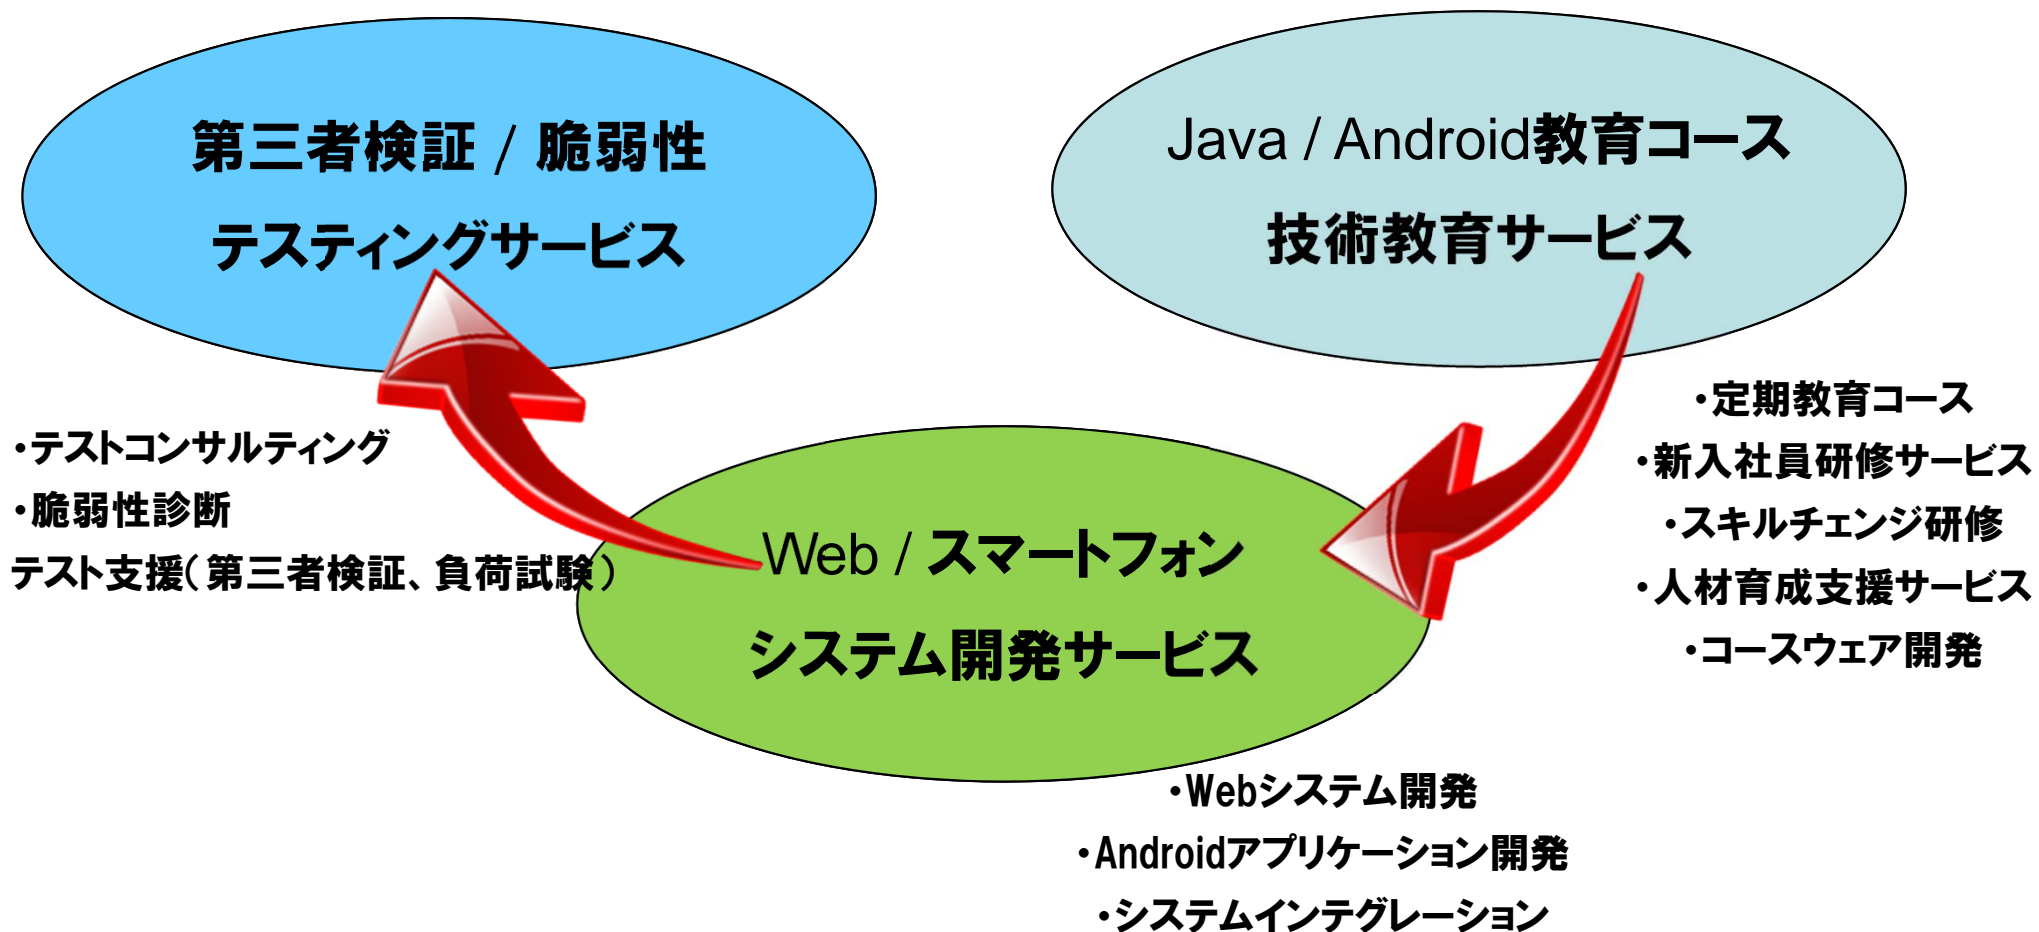 第三者検証 / 脆弱性
テスティングサービス
Java / Android教育コース
技術教育サービス
・テストコンサルティング
・脆弱性診断
テスト支援(第三者検証、負荷試験)
Web / スマートフォン
システム開発サービス
・定期教育コース
・新入社員研修サービス
・スキルチェンジ研修
・人材育成支援サービス
・コースウェア開発
・Webシステム開発
・Androidアプリケーション開発
・システムインテグレーション